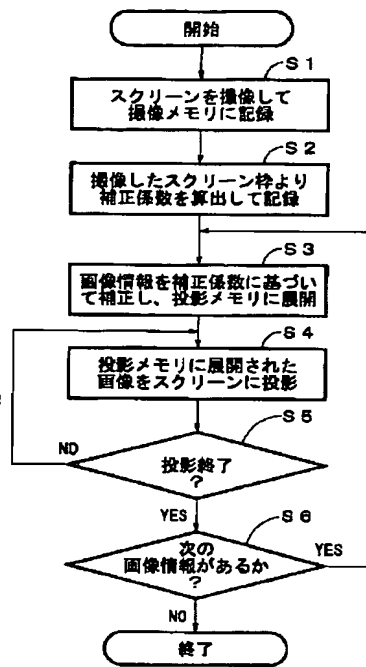 開始
S1
スクリーンを撮像して
撮像メモリに記録
S2
撮像したスクリーン枠より
補正係数を算出して記録
S3
画像情報を補正係数に基づい
て補正し、投影メモリに展開
S4
投影メモリに展開された
画像をスクリーンに投影
S5
NO
投影終了
?
YES
S6
次の
画像情報があるか
?
YES
NO
終了